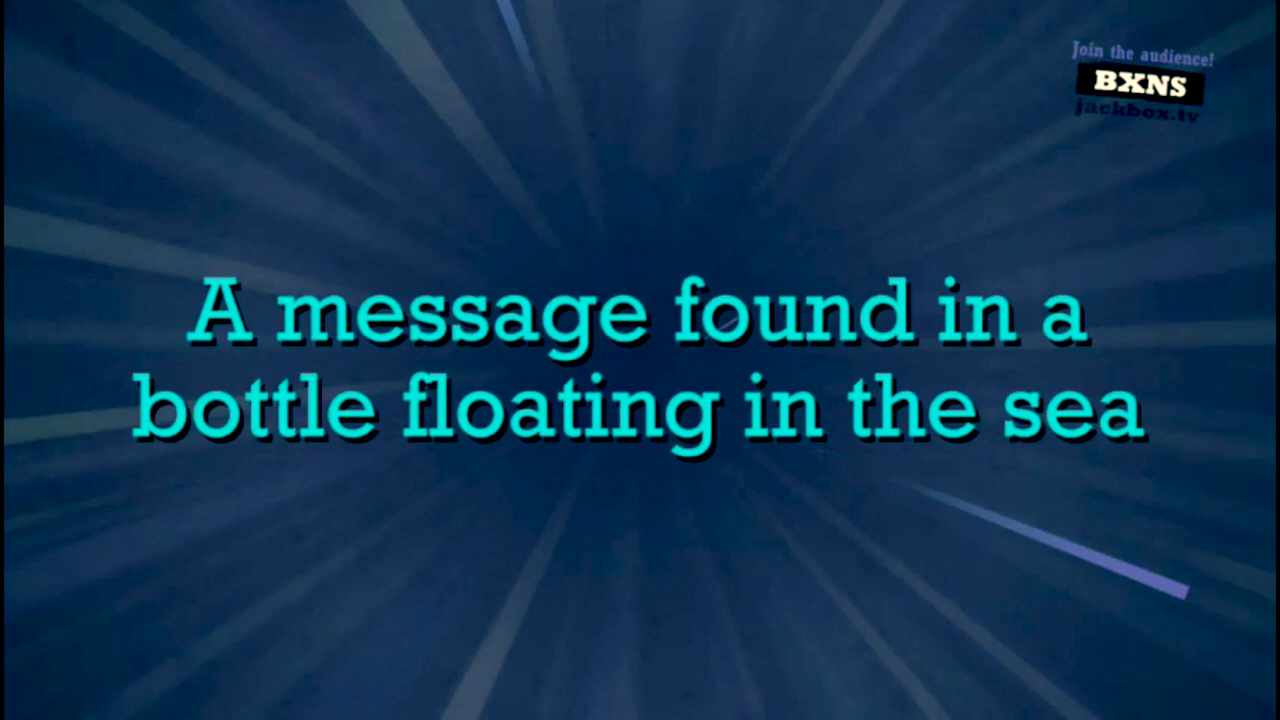 Join the audience!
BXNS
jackbox.tv
A message found in a
bottle floating in the sea